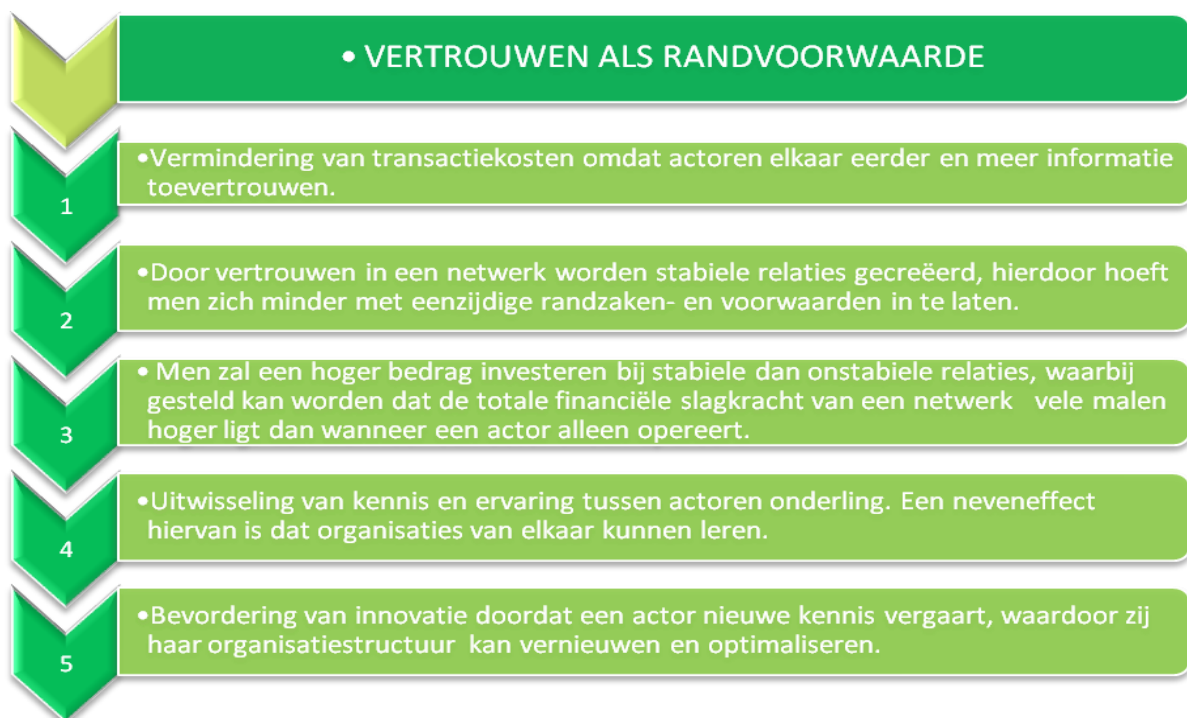 • VERTROUWEN ALS RANDVOORWAARDE
1
•Vermindering van transactiekosten omdat actoren elkaar eerder en meer informatie
toevertrouwen.
2
•Door vertrouwen in een netwerk worden stabiele relaties gecreëerd, hierdoor hoeft
men zich minder met eenzijdige randzaken- en voorwaarden in te laten.
3
• Men zal een hoger bedrag investeren bij stabiele dan onstabiele relaties, waarbij
gesteld kan worden dat de totale financiële slagkracht van een netwerk vele malen
hoger ligt dan wanneer een actor alleen opereert.
4
•Uitwisseling van kennis en ervaring tussen actoren onderling. Een neveneffect
hiervan is dat organisaties van elkaar kunnen leren.
5
•Bevordering van innovatie doordat een actor nieuwe kennis vergaart, waardoor zij
haar organisatiestructuur kan vernieuwen en optimaliseren.